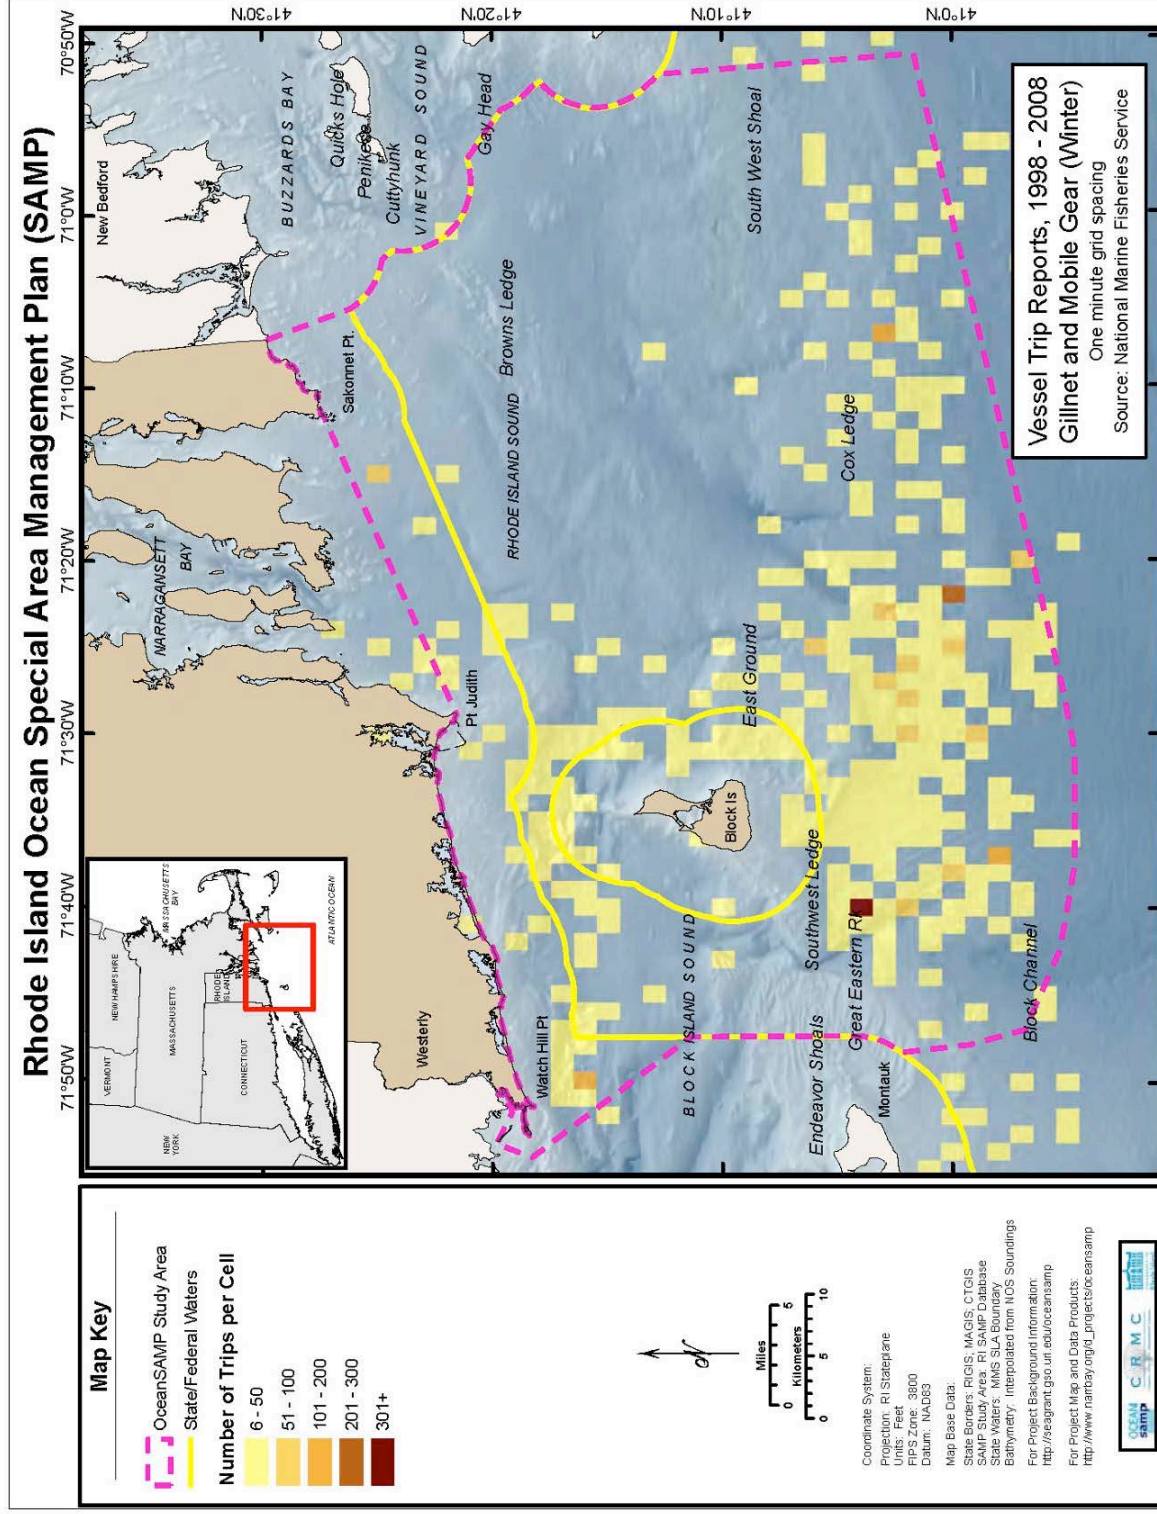 Rhode Island Ocean Special Area Management Plan (SAMP)
Map Key
OceanSAMP Study Area
State/Federal Waters
Number of Trips per Cell
6 - 50
51 - 100
101 - 200
201 - 300
301+
Miles
0 5
Kilometers
0 5 10
Coordinate System:
Projection: RI Stateplane
Units: Feet
FIPS Zone: 3800
Datum: NAD83
Map Base Data:
State Borders: RIGIS; MAGIS; CTGIS
SAMP Study Area: RI SAMP Database
State Waters: MMS SLA Boundary
Bathymetry: Interpolated from NOS Soundings
For Project Background Information:
http://seagrant.gso.uri.edu/oceansamp
For Project Map and Data Products:
http://www.narrbay.org/d_projects/oceansamp
OCEAN
samp
CRMC
71°50'W
71°40'W
71°30'W
71°20'W
71°10'W
71°0'W
70°50'W
41°30'N
41°20'N
41°10'N
41°0'N
VERMONT
NEW HAMPSHIRE
NEW
YORK
MASSACHUSETTS
MASSACHUSETTS
BAY
CONNECTICUT
RHODE
ISLAND
ATLANTIC OCEAN
NARRAGANSETT
BAY
New Bedford
BUZZARDS BAY
Quicks Hole
Penikese
Cuttyhunk
VINEYARD SOUND
Gay Head
Sakonnet Pt.
Westerly
Pt Judith
Watch Hill Pt
RHODE ISLAND SOUND
Browns Ledge
BLOCK ISLAND SOUND
Block Is
East Ground
South West Shoal
Endeavor Shoals
Southwest Ledge
Great Eastern Rk
Cox Ledge
Montauk
Block Channel
Vessel Trip Reports, 1998 - 2008
Gillnet and Mobile Gear (Winter)
One minute grid spacing
Source: National Marine Fisheries Service